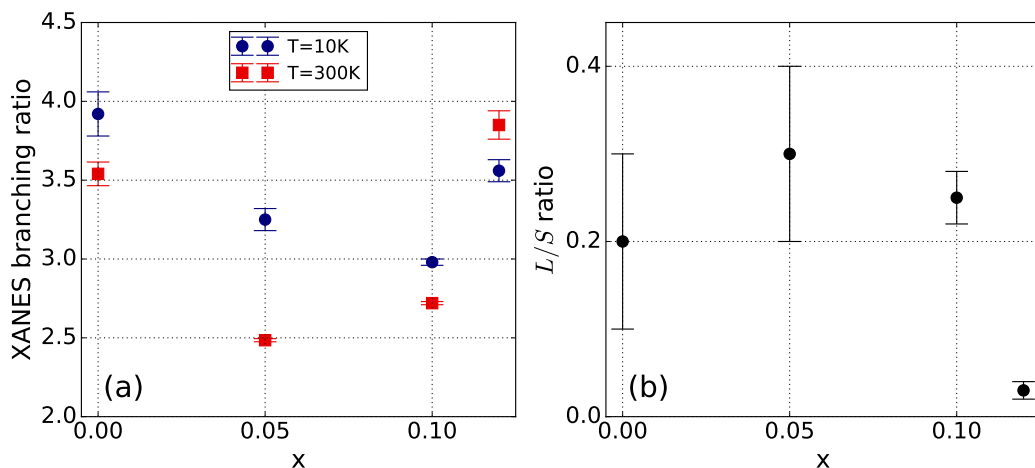 4.5
4.0
3.5
3.0
2.5
2.0
XANES branching ratio
T=10K
T=300K
(a)
0.00
0.05
0.10
x
0.4
0.2
0.0
L/S ratio
(b)
0.00
0.05
0.10
x